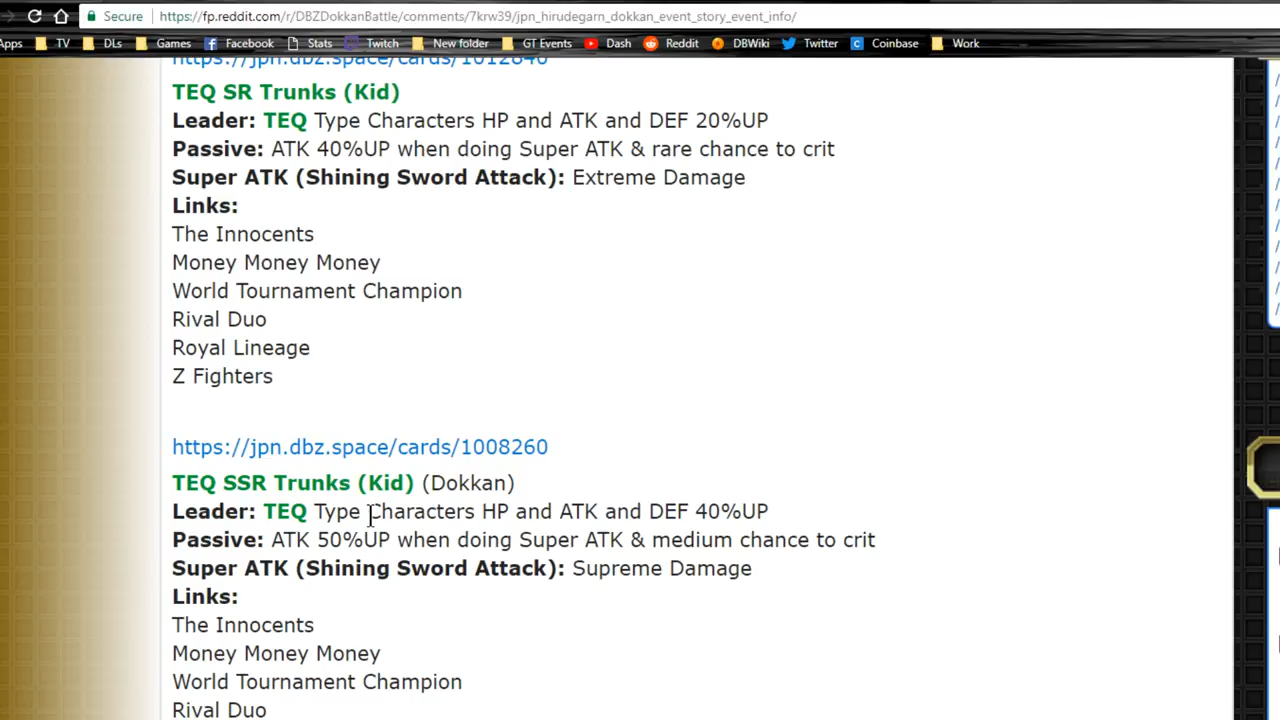 Secure https://fp.reddit.com/r/DBZDokkanBattle/comments/7krw39/jpn_hirudegarn_dokkan_event_story_event_info/
Apps TV DLs Games Facebook Stats Twitch New folder GT Events Dash Reddit DBWiki Twitter Coinbase Work
https://jpn.dbz.space/cards/1012840
TEQ SR Trunks (Kid)
Leader: TEQ Type Characters HP and ATK and DEF 20%UP
Passive: ATK 40%UP when doing Super ATK & rare chance to crit
Super ATK (Shining Sword Attack): Extreme Damage
Links:
The Innocents
Money Money Money
World Tournament Champion
Rival Duo
Royal Lineage
Z Fighters
https://jpn.dbz.space/cards/1008260
TEQ SSR Trunks (Kid) (Dokkan)
Leader: TEQ Type Characters HP and ATK and DEF 40%UP
Passive: ATK 50%UP when doing Super ATK & medium chance to crit
Super ATK (Shining Sword Attack): Supreme Damage
Links:
The Innocents
Money Money Money
World Tournament Champion
Rival Duo